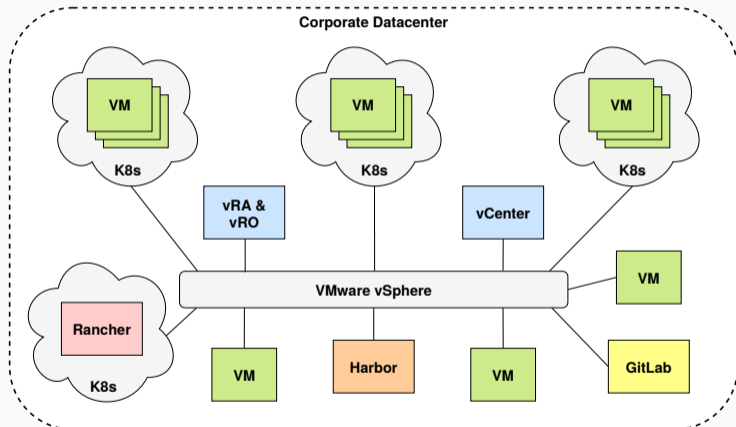 Corporate Datacenter
VM
K8s
VM
K8s
VM
K8s
vRA &
vRO
vCenter
VMware vSphere
VM
Rancher
K8s
VM
Harbor
VM
GitLab